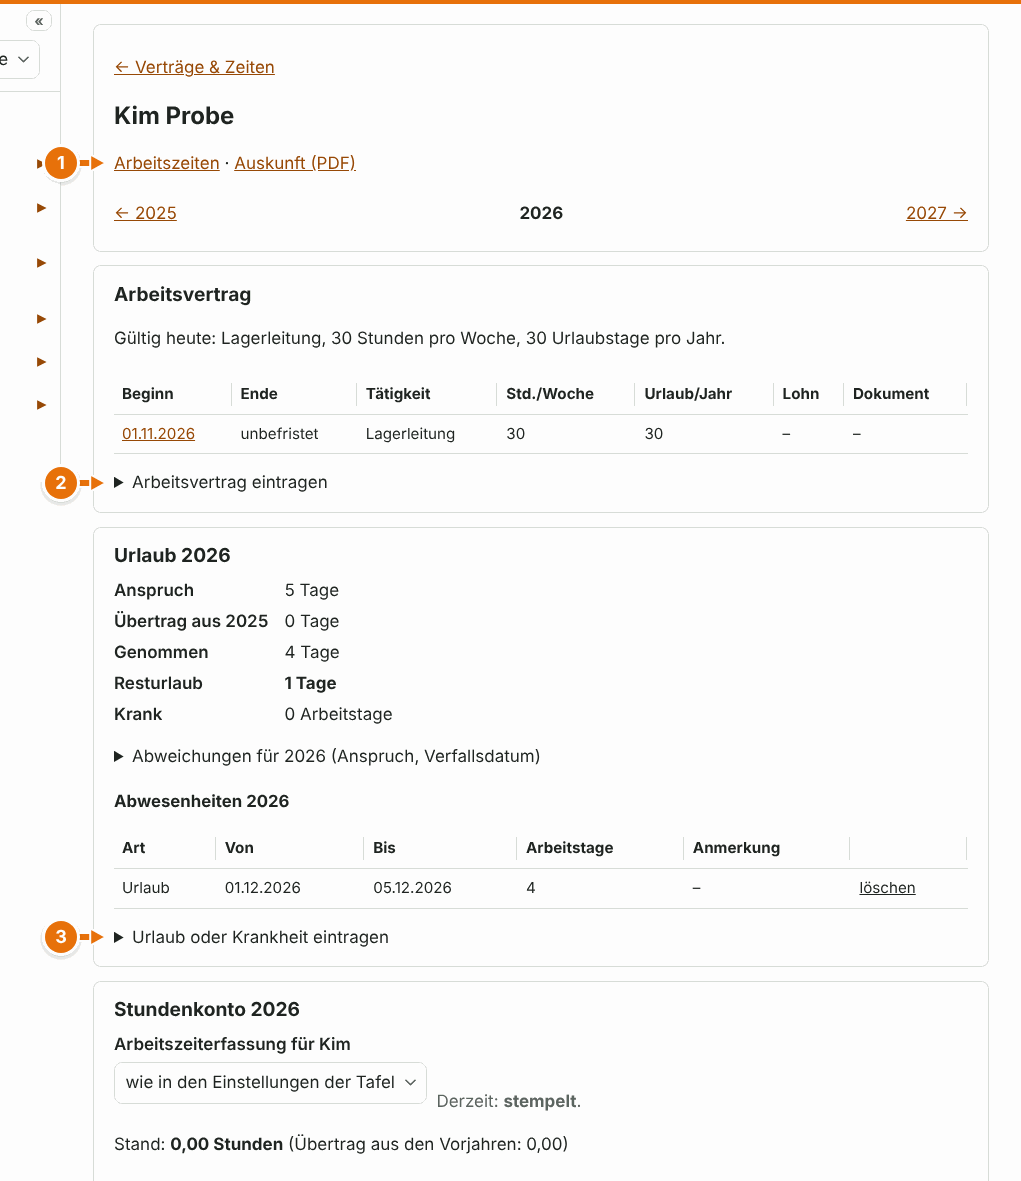 «
e
← Verträge & Zeiten
Kim Probe
1
Arbeitszeiten · Auskunft (PDF)
← 2025 2026 2027 →
Arbeitsvertrag
Gültig heute: Lagerleitung, 30 Stunden pro Woche, 30 Urlaubstage pro Jahr.
Beginn Ende Tätigkeit Std./Woche Urlaub/Jahr Lohn Dokument
01.11.2026 unbefristet Lagerleitung 30 30 – –
2
▶ Arbeitsvertrag eintragen
Urlaub 2026
Anspruch 5 Tage
Übertrag aus 2025 0 Tage
Genommen 4 Tage
Resturlaub 1 Tage
Krank 0 Arbeitstage
▶ Abweichungen für 2026 (Anspruch, Verfallsdatum)
Abwesenheiten 2026
Art Von Bis Arbeitstage Anmerkung
Urlaub 01.12.2026 05.12.2026 4 – löschen
3
▶ Urlaub oder Krankheit eintragen
Stundenkonto 2026
Arbeitszeiterfassung für Kim
wie in den Einstellungen der Tafel
Derzeit: stempelt.
Stand: 0,00 Stunden (Übertrag aus den Vorjahren: 0,00)